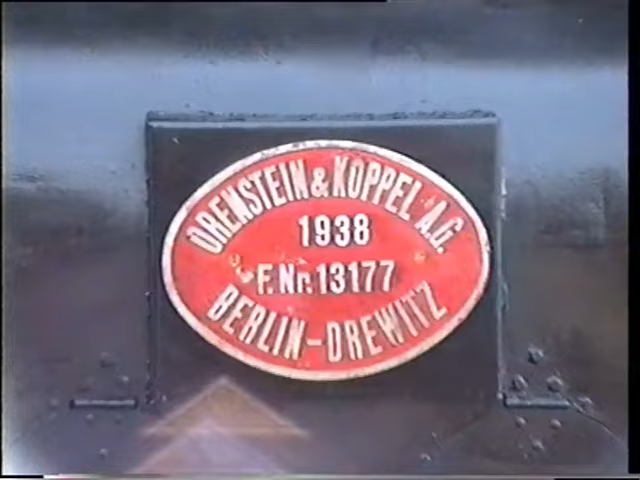 ORENSTEIN & KOPPEL A.G.
1938
F. Nr. 13177
BERLIN-DREWITZ